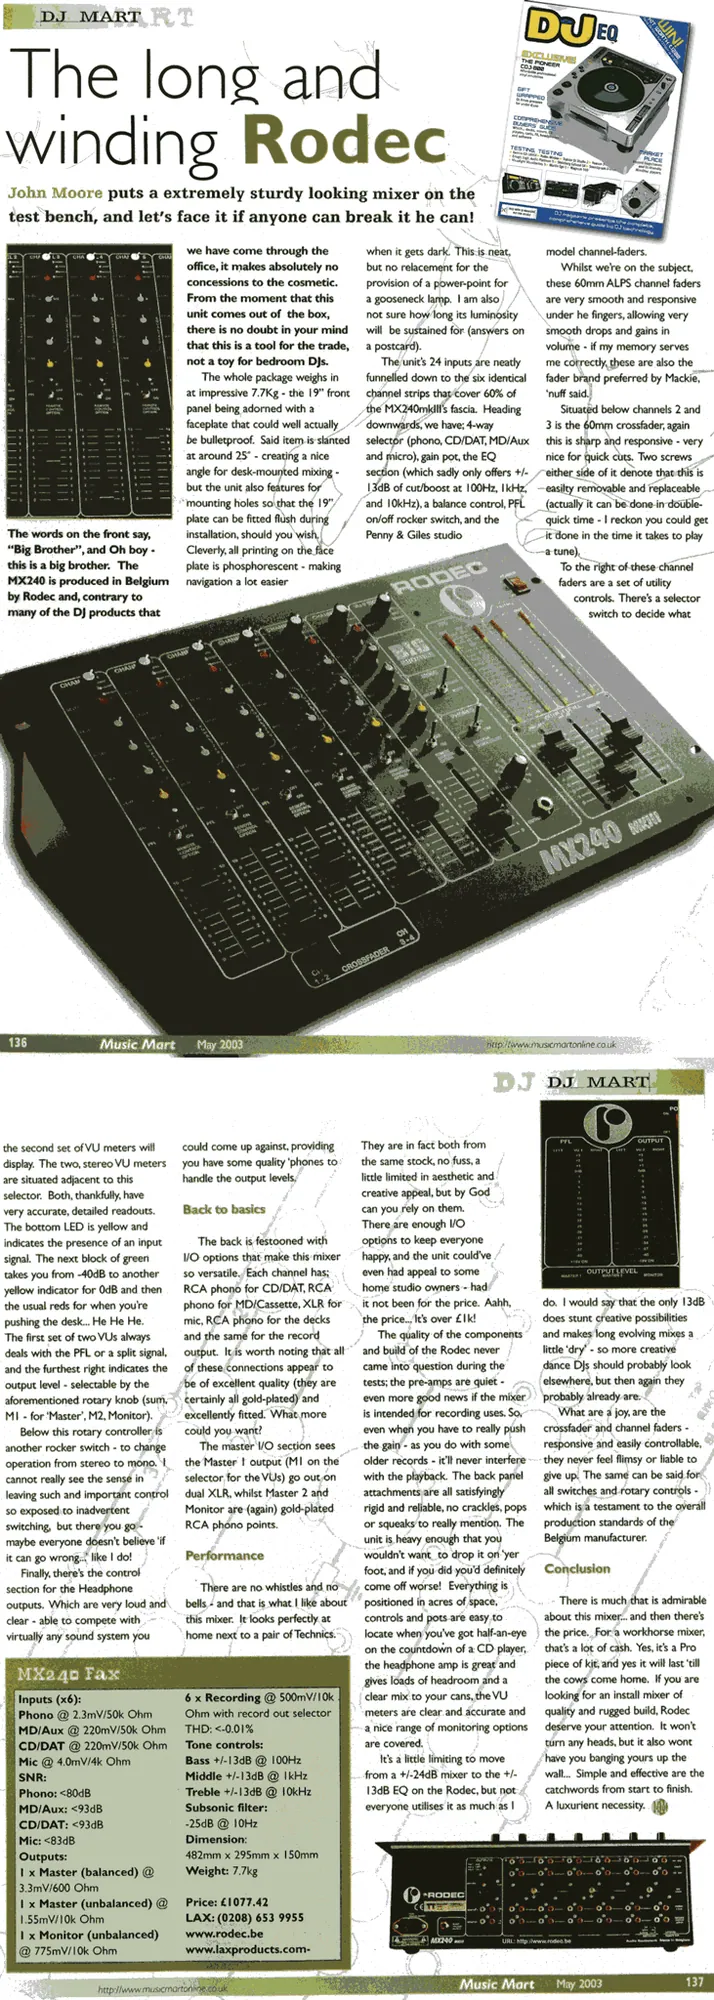 DJ MART
The long and
winding Rodec
John Moore puts a extremely sturdy looking mixer on the
test bench, and let's face it if anyone can break it he can!
DJ EQ
WIN!
EXCLUSIVE!
THE PIONEER
CDJ 800
GIFT
WRAPPED
COMPREHENSIVE
BUYERS GUIDE
TESTING TESTING
MARKET
PLACE
The words on the front say,
"Big Brother", and Oh boy -
this is a big brother. The
MX240 is produced in Belgium
by Rodec and, contrary to
many of the DJ products that
we have come through the
office, it makes absolutely no
concessions to the cosmetic.
From the moment that this
unit comes out of the box,
there is no doubt in your mind
that this is a tool for the trade,
not a toy for bedroom DJs.
The whole package weighs in
at impressive 7.7Kg - the 19" front
panel being adorned with a
faceplate that could well actually
be bulletproof. Said item is slanted
at around 25° - creating a nice
angle for desk-mounted mixing -
but the unit also features for
mounting holes so that the 19"
plate can be fitted flush during
installation, should you wish.
Cleverly, all printing on the face
plate is phosphorescent - making
navigation a lot easier
when it gets dark. This is neat,
but no relacement for the
provision of a power-point for
a gooseneck lamp. I am also
not sure how long its luminosity
will be sustained for (answers on
a postcard).
The unit's 24 inputs are neatly
funnelled down to the six identical
channel strips that cover 60% of
the MX240mkIII's fascia. Heading
downwards, we have; 4-way
selector (phono, CD/DAT, MD/Aux
and micro), gain pot, the EQ
section (which sadly only offers +/-
13dB of cut/boost at 100Hz, 1kHz,
and 10kHz), a balance control, PFL
on/off rocker switch, and the
Penny & Giles studio
model channel-faders.
Whilst we're on the subject,
these 60mm ALPS channel faders
are very smooth and responsive
under he fingers, allowing very
smooth drops and gains in
volume - if my memory serves
me correctly, these are also the
fader brand preferred by Mackie,
'nuff said.
Situated below channels 2 and
3 is the 60mm crossfader, again
this is sharp and responsive - very
nice for quick cuts. Two screws
either side of it denote that this is
easilty removable and replaceable
(actually it can be done in double-
quick time - I reckon you could get
it done in the time it takes to play
a tune).
To the right of these channel
faders are a set of utility
controls. There's a selector
switch to decide what
RODEC
BIG
MX240 MKIII
CROSSFADER
136 Music Mart May 2003
http://www.musicmartonline.co.uk
DJ MART
the second set of VU meters will
display. The two, stereo VU meters
are situated adjacent to this
selector. Both, thankfully, have
very accurate, detailed readouts.
The bottom LED is yellow and
indicates the presence of an input
signal. The next block of green
takes you from -40dB to another
yellow indicator for 0dB and then
the usual reds for when you're
pushing the desk... He He He.
The first set of two VUs always
deals with the PFL or a split signal,
and the furthest right indicates the
output level - selectable by the
aforementioned rotary knob (sum,
M1 - for 'Master', M2, Monitor).
Below this rotary controller is
another rocker switch - to change
operation from stereo to mono. I
cannot really see the sense in
leaving such and important control
so exposed to inadvertent
switching, but there you go -
maybe everyone doesn't believe 'if
it can go wrong...' like I do!
Finally, there's the control
section for the Headphone
outputs. Which are very loud and
clear - able to compete with
virtually any sound system you
could come up against, providing
you have some quality 'phones to
handle the output levels.
Back to basics
The back is festooned with
I/O options that make this mixer
so versatile. Each channel has;
RCA phono for CD/DAT, RCA
phono for MD/Cassette, XLR for
mic, RCA phono for the decks
and the same for the record
output. It is worth noting that all
of these connections appear to
be of excellent quality (they are
certainly all gold-plated) and
excellently fitted. What more
could you want?
The master I/O section sees
the Master 1 output (M1 on the
selector for the VUs) go out on
dual XLR, whilst Master 2 and
Monitor are (again) gold-plated
RCA phono points.
Performance
There are no whistles and no
bells - and that is what I like about
this mixer. It looks perfectly at
home next to a pair of Technics.
They are in fact both from
the same stock, no fuss, a
little limited in aesthetic and
creative appeal, but by God
can you rely on them.
There are enough I/O
options to keep everyone
happy, and the unit could've
even had appeal to some
home studio owners - had
it not been for the price. Aahh,
the price... It's over £1k!
The quality of the components
and build of the Rodec never
came into question during the
tests; the pre-amps are quiet -
even more good news if the mixer
is intended for recording uses. So,
even when you have to really push
the gain - as you do with some
older records - it'll never interfere
with the playback. The back panel
attachments are all satisfyingly
rigid and reliable, no crackles, pops
or squeaks to really mention. The
unit is heavy enough that you
wouldn't want to drop it on 'yer
foot, and if you did you'd definitely
come off worse! Everything is
positioned in acres of space,
controls and pots are easy to
locate when you've got half-an-eye
on the countdown of a CD player,
the headphone amp is great and
gives loads of headroom and a
clear mix to your cans, the VU
meters are clear and accurate and
a nice range of monitoring options
are covered.
It's a little limiting to move
from a +/-24dB mixer to the +/-
13dB EQ on the Rodec, but not
everyone utilises it as much as I
PFL
OUTPUT
OUTPUT LEVEL
do. I would say that the only 13dB
does stunt creative possibilities
and makes long evolving mixes a
little 'dry' - so more creative
dance DJs should probably look
elsewhere, but then again they
probably already are.
What are a joy, are the
crossfader and channel faders -
responsive and easily controllable,
they never feel flimsy or liable to
give up. The same can be said for
all switches and rotary controls -
which is a testament to the overall
production standards of the
Belgium manufacturer.
Conclusion
There is much that is admirable
about this mixer... and then there's
the price. For a workhorse mixer,
that's a lot of cash. Yes, it's a Pro
piece of kit, and yes it will last 'till
the cows come home. If you are
looking for an install mixer of
quality and rugged build, Rodec
deserve your attention. It won't
turn any heads, but it also wont
have you banging yours up the
wall... Simple and effective are the
catchwords from start to finish.
A luxurient necessity.
MX240 Fax
Inputs (x6):
Phono @ 2.3mV/50k Ohm
MD/Aux @ 220mV/50k Ohm
CD/DAT @ 220mV/50k Ohm
Mic @ 4.0mV/4k Ohm
SNR:
Phono: <80dB
MD/Aux: <93dB
CD/DAT: <93dB
Mic: <83dB
Outputs:
1 x Master (balanced) @
3.3mV/600 Ohm
1 x Master (unbalanced) @
1.55mV/10k Ohm
1 x Monitor (unbalanced)
@ 775mV/10k Ohm
6 x Recording @ 500mV/10k
Ohm with record out selector
THD: <-0.01%
Tone controls:
Bass +/-13dB @ 100Hz
Middle +/-13dB @ 1kHz
Treble +/-13dB @ 10kHz
Subsonic filter:
-25dB @ 10Hz
Dimension:
482mm x 295mm x 150mm
Weight: 7.7kg
Price: £1077.42
LAX: (0208) 653 9955
www.rodec.be
www.laxproducts.com-
RODEC
MX240
URL: http://www.rodec.be
http://www.musicmartonline.co.uk
Music Mart May 2003 137